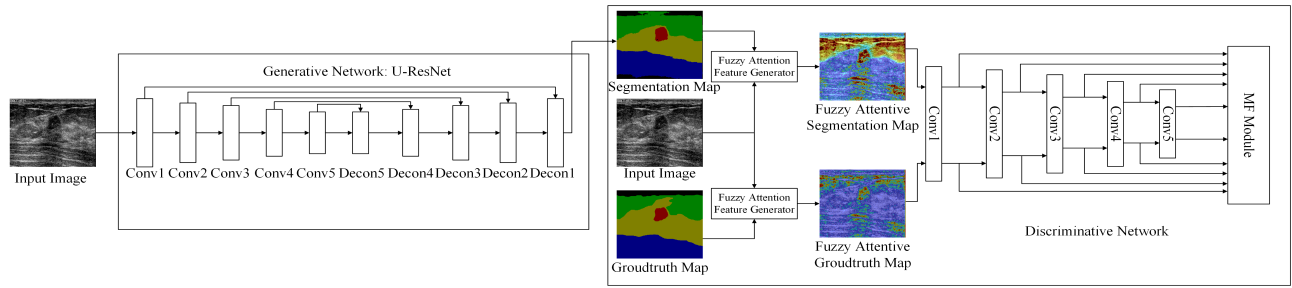 Generative Network: U-ResNet
Input Image
Conv1
Conv2
Conv3
Conv4
Conv5
Decon5
Decon4
Decon3
Decon2
Decon1
Segmentation Map
Fuzzy Attention
Feature Generator
Fuzzy Attentive
Segmentation Map
Input Image
Fuzzy Attention
Feature Generator
Groudtruth Map
Fuzzy Attentive
Groudtruth Map
Conv1
Conv2
Conv3
Conv4
Conv5
MF Module
Discriminative Network